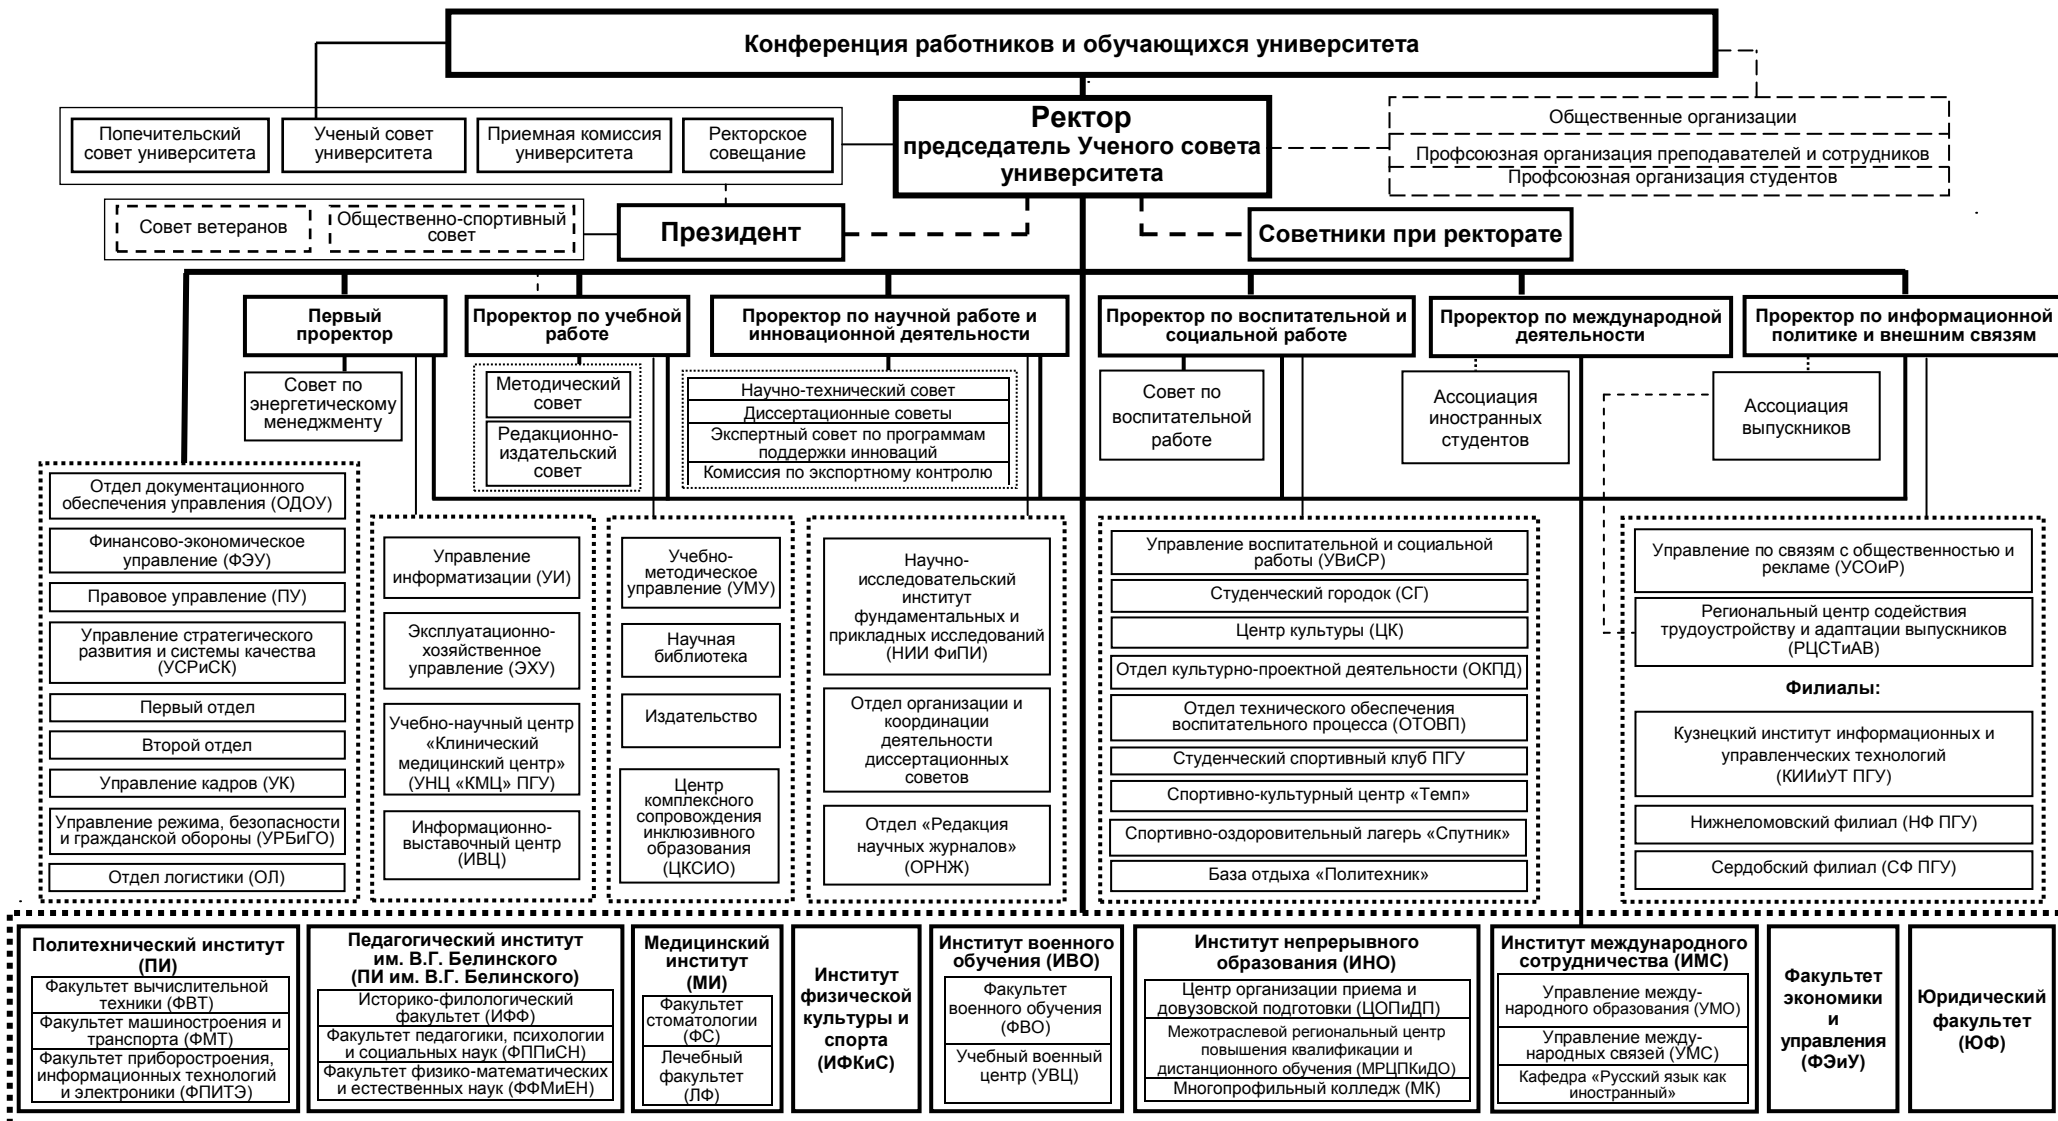 Конференция работников и обучающихся университета
Попечительский
совет университета
Ученый совет
университета
Приемная комиссия
университета
Ректорское
совещание
Ректор
председатель Ученого совета
университета
Общественные организации
Профсоюзная организация преподавателей и сотрудников
Профсоюзная организация студентов
Совет ветеранов
Общественно-спортивный
совет
Президент
Советники при ректорате
Первый
проректор
Проректор по учебной
работе
Проректор по научной работе и
инновационной деятельности
Проректор по воспитательной и
социальной работе
Проректор по международной
деятельности
Проректор по информационной
политике и внешним связям
Совет по
энергетическому
менеджменту
Методический
совет
Редакционно-
издательский
совет
Научно-технический совет
Диссертационные советы
Экспертный совет по программам
поддержки инноваций
Комиссия по экспортному контролю
Совет по
воспитательной
работе
Ассоциация
иностранных
студентов
Ассоциация
выпускников
Отдел документационного
обеспечения управления (ОДОУ)
Финансово-экономическое
управление (ФЭУ)
Правовое управление (ПУ)
Управление стратегического
развития и системы качества
(УСРиСК)
Первый отдел
Второй отдел
Управление кадров (УК)
Управление режима, безопасности
и гражданской обороны (УРБиГО)
Отдел логистики (ОЛ)
Управление
информатизации (УИ)
Эксплуатационно-
хозяйственное
управление (ЭХУ)
Учебно-научный центр
«Клинический
медицинский центр»
(УНЦ «КМЦ» ПГУ)
Информационно-
выставочный центр
(ИВЦ)
Учебно-
методическое
управление (УМУ)
Научная
библиотека
Издательство
Центр
комплексного
сопровождения
инклюзивного
образования
(ЦКСИО)
Научно-
исследовательский
институт
фундаментальных и
прикладных исследований
(НИИ ФиПИ)
Отдел организации и
координации
деятельности
диссертационных
советов
Отдел «Редакция
научных журналов»
(ОРНЖ)
Управление воспитательной и социальной
работы (УВиСР)
Студенческий городок (СГ)
Центр культуры (ЦК)
Отдел культурно-проектной деятельности (ОКПД)
Отдел технического обеспечения
воспитательного процесса (ОТОВП)
Студенческий спортивный клуб ПГУ
Спортивно-культурный центр «Темп»
Спортивно-оздоровительный лагерь «Спутник»
База отдыха «Политехник»
Управление по связям с общественностью и
рекламе (УСОиР)
Региональный центр содействия
трудоустройству и адаптации выпускников
(РЦСТиАВ)
Филиалы:
Кузнецкий институт информационных и
управленческих технологий
(КИИиУТ ПГУ)
Нижнеломовский филиал (НФ ПГУ)
Сердобский филиал (СФ ПГУ)
Политехнический институт
(ПИ)
Факультет вычислительной
техники (ФВТ)
Факультет машиностроения и
транспорта (ФМТ)
Факультет приборостроения,
информационных технологий
и электроники (ФПИТЭ)
Педагогический институт
им. В.Г. Белинского
(ПИ им. В.Г. Белинского)
Историко-филологический
факультет (ИФФ)
Факультет педагогики, психологии
и социальных наук (ФППиСН)
Факультет физико-математических
и естественных наук (ФФМиЕН)
Медицинский
институт
(МИ)
Факультет
стоматологии
(ФС)
Лечебный
факультет
(ЛФ)
Институт
физической
культуры и
спорта
(ИФКиС)
Институт военного
обучения (ИВО)
Факультет
военного обучения
(ФВО)
Учебный военный
центр (УВЦ)
Институт непрерывного
образования (ИНО)
Центр организации приема и
довузовской подготовки (ЦОПиДП)
Межотраслевой региональный центр
повышения квалификации и
дистанционного обучения (МРЦПКиДО)
Многопрофильный колледж (МК)
Институт международного
сотрудничества (ИМС)
Управление между-
народного образования (УМО)
Управление между-
народных связей (УМС)
Кафедра «Русский язык как
иностранный»
Факультет
экономики
и
управления
(ФЭиУ)
Юридический
факультет
(ЮФ)